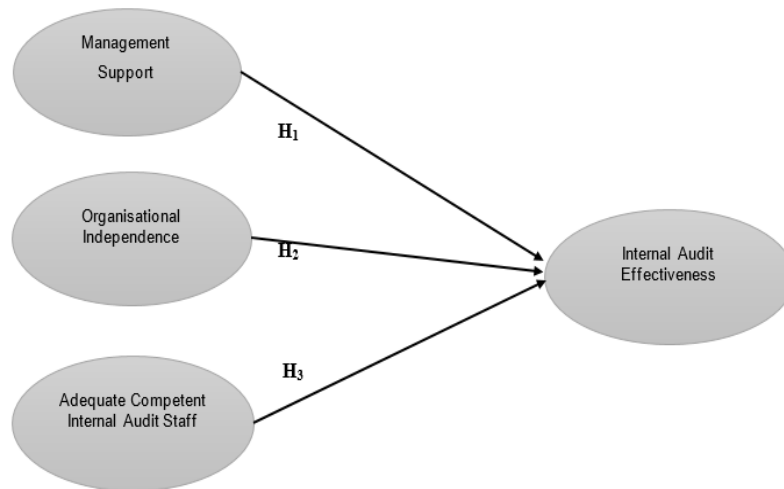 Management
Support
H₁
Organisational
Independence
H₂
Internal Audit
Effectiveness
Adequate Competent
Internal Audit Staff
H₃